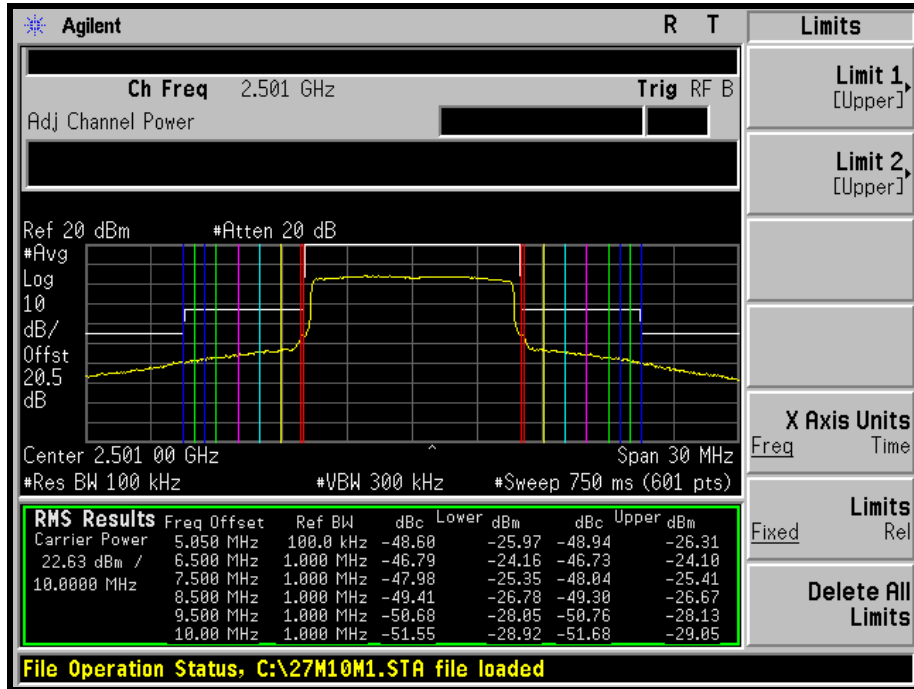 Agilent R T Limits
Limit 1
[Upper]
Ch Freq 2.501 GHz Trig RF B
Adj Channel Power
Limit 2
[Upper]
Ref 20 dBm #Atten 20 dB
#Avg
Log
10
dB/
Offst
20.5
dB
Center 2.501 00 GHz ^ Span 30 MHz
#Res BW 100 kHz #VBW 300 kHz #Sweep 750 ms (601 pts)
X Axis Units
Freq Time
Limits
Fixed Rel
Delete All
Limits
RMS Results Freq Offset Ref BW dBc Lower dBm dBc Upper dBm
Carrier Power 5.050 MHz 100.0 kHz -48.60 -25.97 -48.94 -26.31
22.63 dBm / 6.500 MHz 1.000 MHz -46.79 -24.16 -46.73 -24.10
10.0000 MHz 7.500 MHz 1.000 MHz -47.98 -25.35 -48.04 -25.41
8.500 MHz 1.000 MHz -49.41 -26.78 -49.30 -26.67
9.500 MHz 1.000 MHz -50.68 -28.05 -50.76 -28.13
10.00 MHz 1.000 MHz -51.55 -28.92 -51.68 -29.05
File Operation Status, C:\27M10M1.STA file loaded